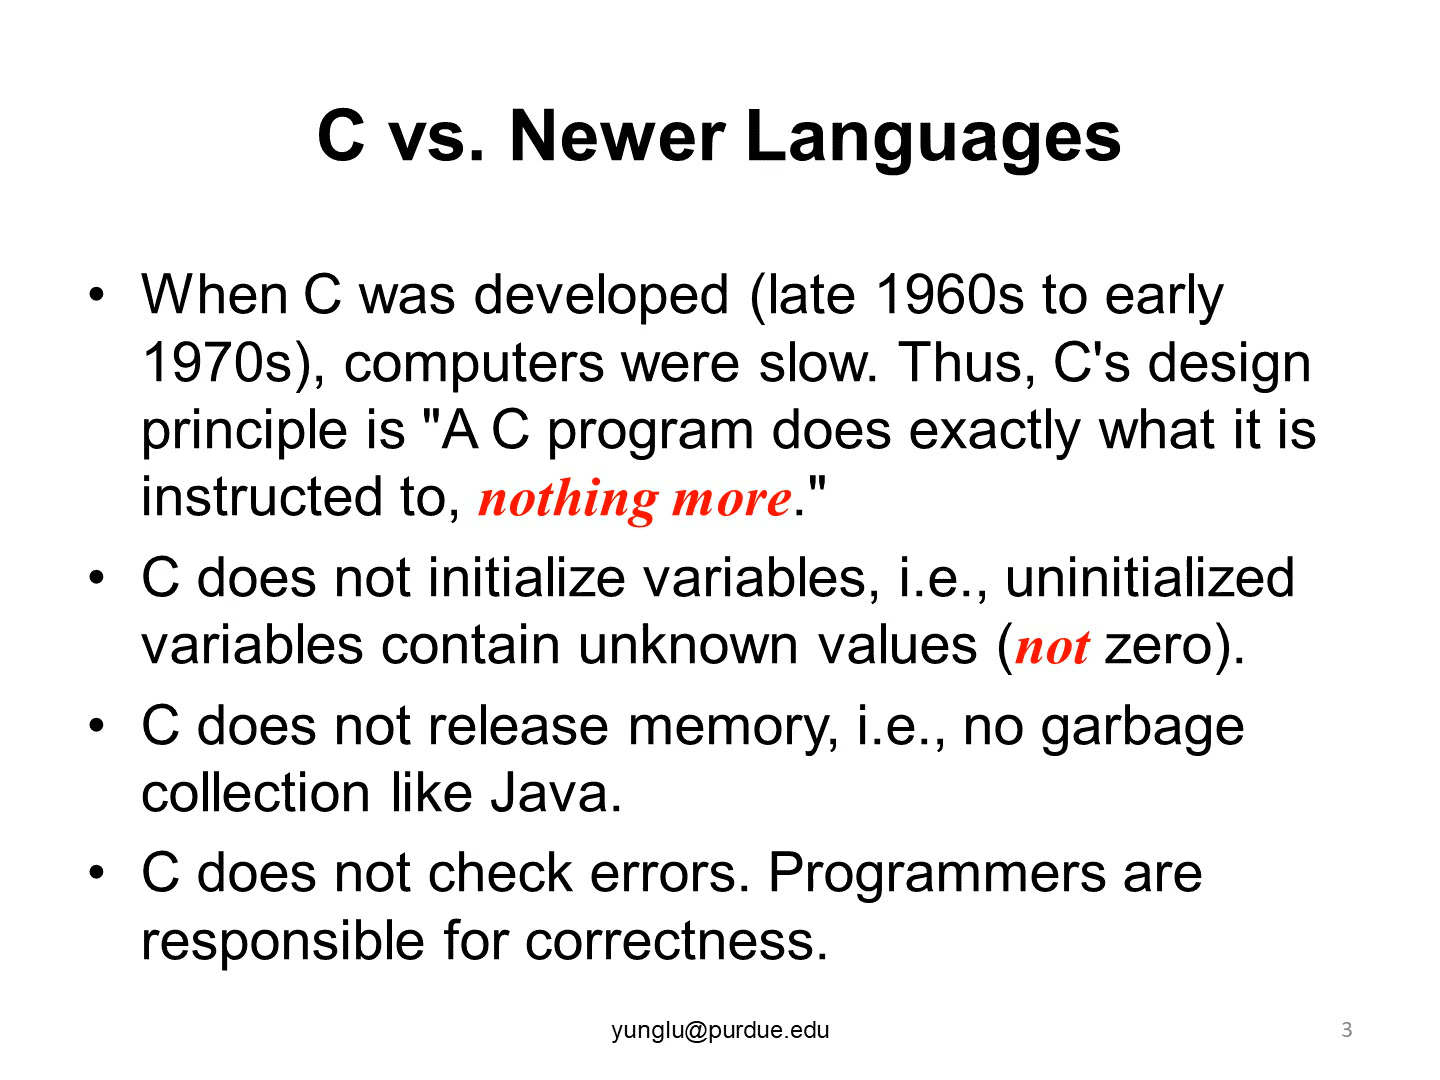 C vs. Newer Languages
• When C was developed (late 1960s to early
1970s), computers were slow. Thus, C's design
principle is "A C program does exactly what it is
instructed to, nothing more."
• C does not initialize variables, i.e., uninitialized
variables contain unknown values (not zero).
• C does not release memory, i.e., no garbage
collection like Java.
• C does not check errors. Programmers are
responsible for correctness.
yunglu@purdue.edu
3